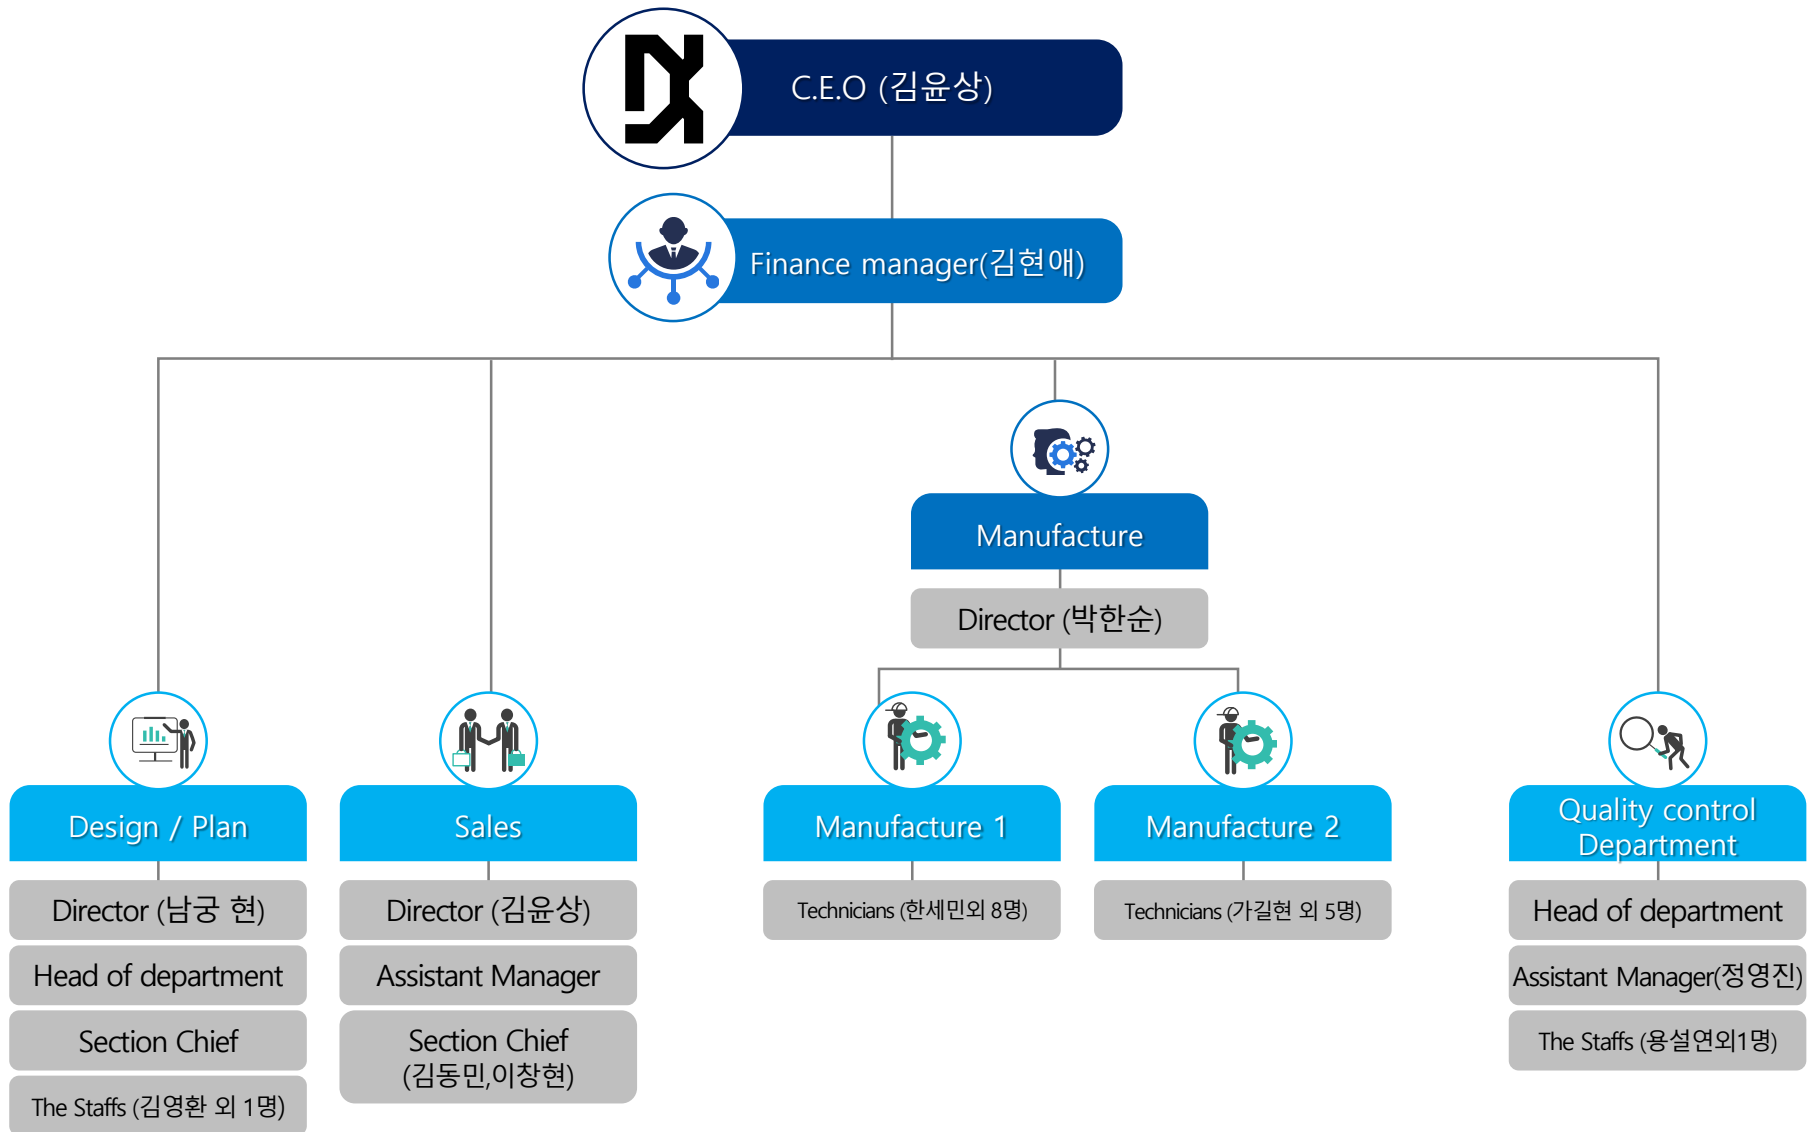 C.E.O (김윤상)
Finance manager(김현애)
Manufacture
Director (박한순)
Design / Plan
Director (남궁 현)
Head of department
Section Chief
The Staffs (김영환 외 1명)
Sales
Director (김윤상)
Assistant Manager
Section Chief
(김동민,이창현)
Manufacture 1
Technicians (한세민외 8명)
Manufacture 2
Technicians (가길현 외 5명)
Quality control
Department
Head of department
Assistant Manager(정영진)
The Staffs (용설연외1명)